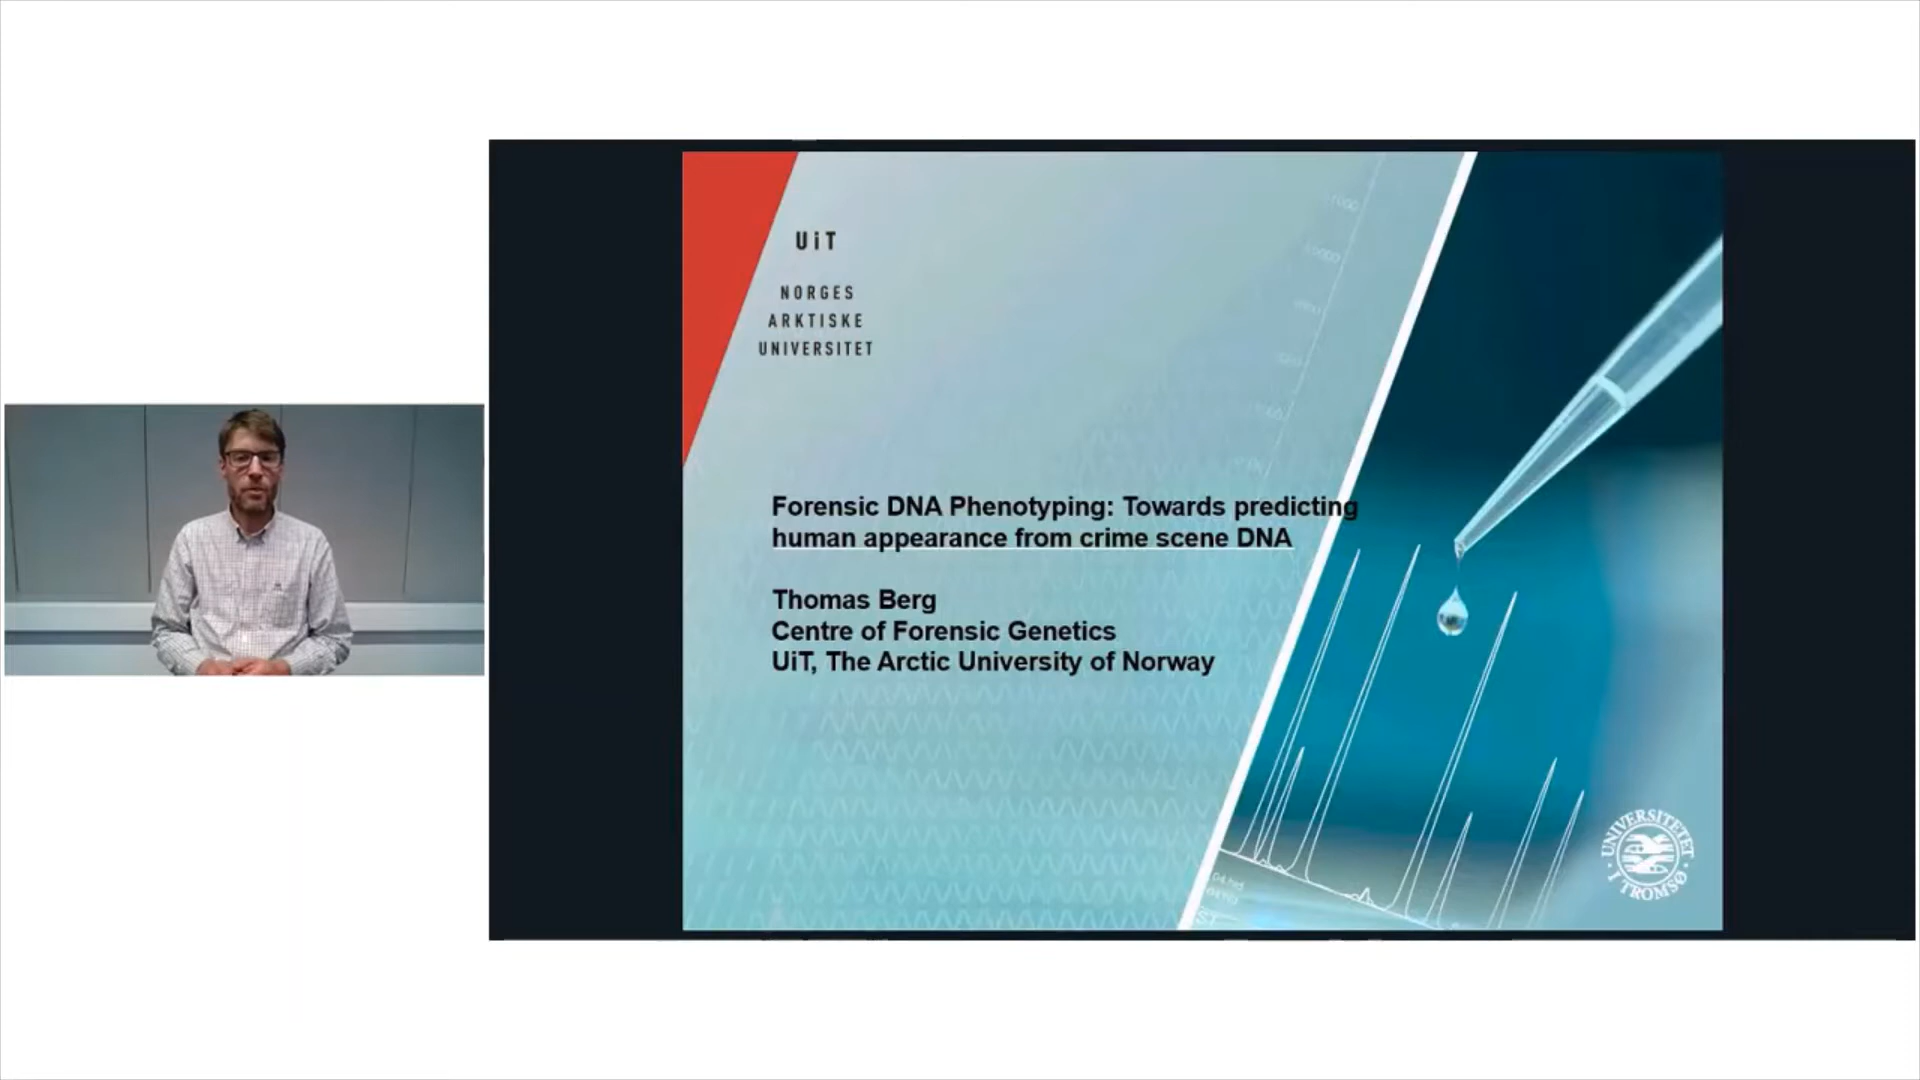 UiT
NORGES
ARKTISKE
UNIVERSITET
Forensic DNA Phenotyping: Towards predicting
human appearance from crime scene DNA
Thomas Berg
Centre of Forensic Genetics
UiT, The Arctic University of Norway
UNIVERSITETET
I TROMSØ